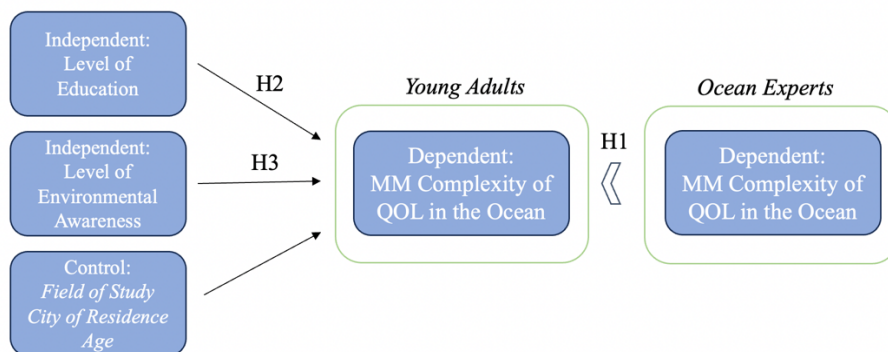 Independent:
Level of
Education
H2
Independent:
Level of
Environmental
Awareness
H3
Control:
Field of Study
City of Residence
Age
Young Adults
Dependent:
MM Complexity of
QOL in the Ocean
H1
Ocean Experts
Dependent:
MM Complexity of
QOL in the Ocean